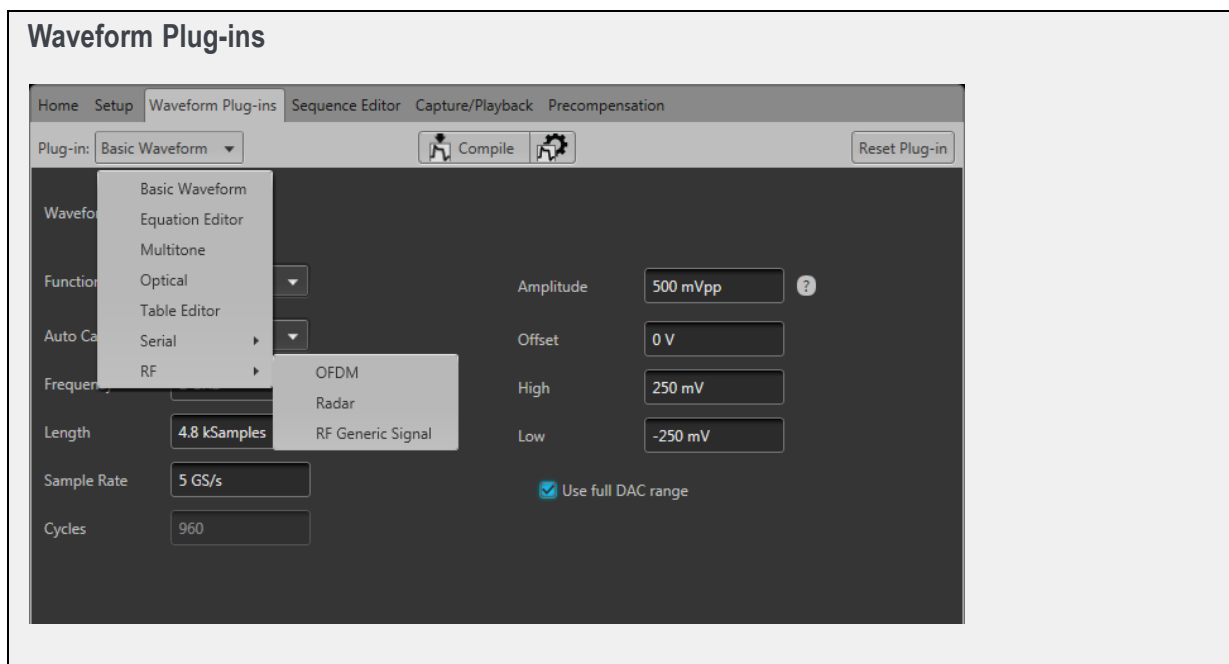 Waveform Plug-ins
Home Setup Waveform Plug-ins Sequence Editor Capture/Playback Precompensation
Plug-in: Basic Waveform Compile Reset Plug-in
Basic Waveform
Equation Editor
Multitone
Optical
Table Editor
Serial
RF
OFDM
Radar
RF Generic Signal
Amplitude 500 mVpp ?
Offset 0 V
High 250 mV
Length 4.8 kSamples
Low -250 mV
Sample Rate 5 GS/s
Use full DAC range
Cycles 960